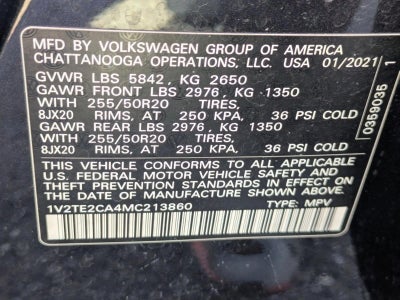 MFD BY VOLKSWAGEN GROUP OF AMERICA
CHATTANOOGA OPERATIONS, LLC. USA 01/2021
GVWR LBS 5842, KG 2650
GAWR FRONT LBS 2976, KG 1350
WITH 255/50R20 TIRES,
8JX20 RIMS, AT 250 KPA, 36 PSI COLD
GAWR REAR LBS 2976, KG 1350
WITH 255/50R20 TIRES,
8JX20 RIMS, AT 250 KPA, 36 PSI COLD
THIS VEHICLE CONFORMS TO ALL APPLICABLE
U.S. FEDERAL MOTOR VEHICLE SAFETY AND
THEFT PREVENTION STANDARDS IN EFFECT ON THE
DATE OF MANUFACTURE SHOWN ABOVE.
1V2TE2CA4MC213860 TYPE: MPV
0359035 1